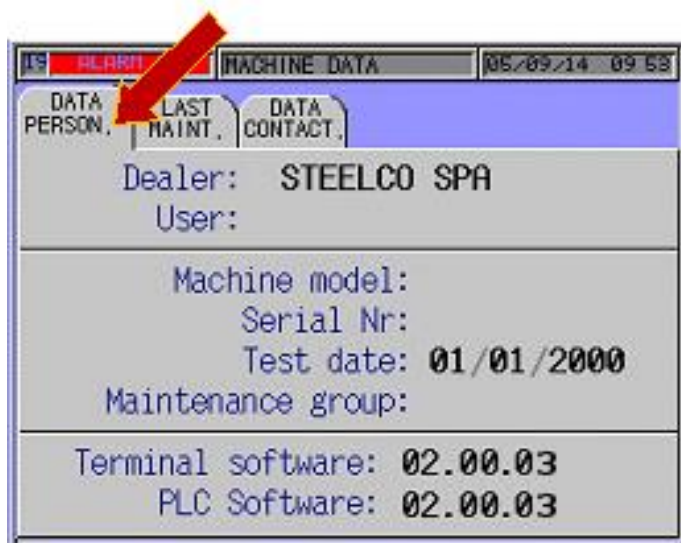 19 ALARM MACHINE DATA 05/09/14 09 53
DATA PERSON.
LAST MAINT.
DATA CONTACT.
Dealer: STEELCO SPA
User:
Machine model:
Serial Nr:
Test date: 01/01/2000
Maintenance group:
Terminal software: 02.00.03
PLC Software: 02.00.03